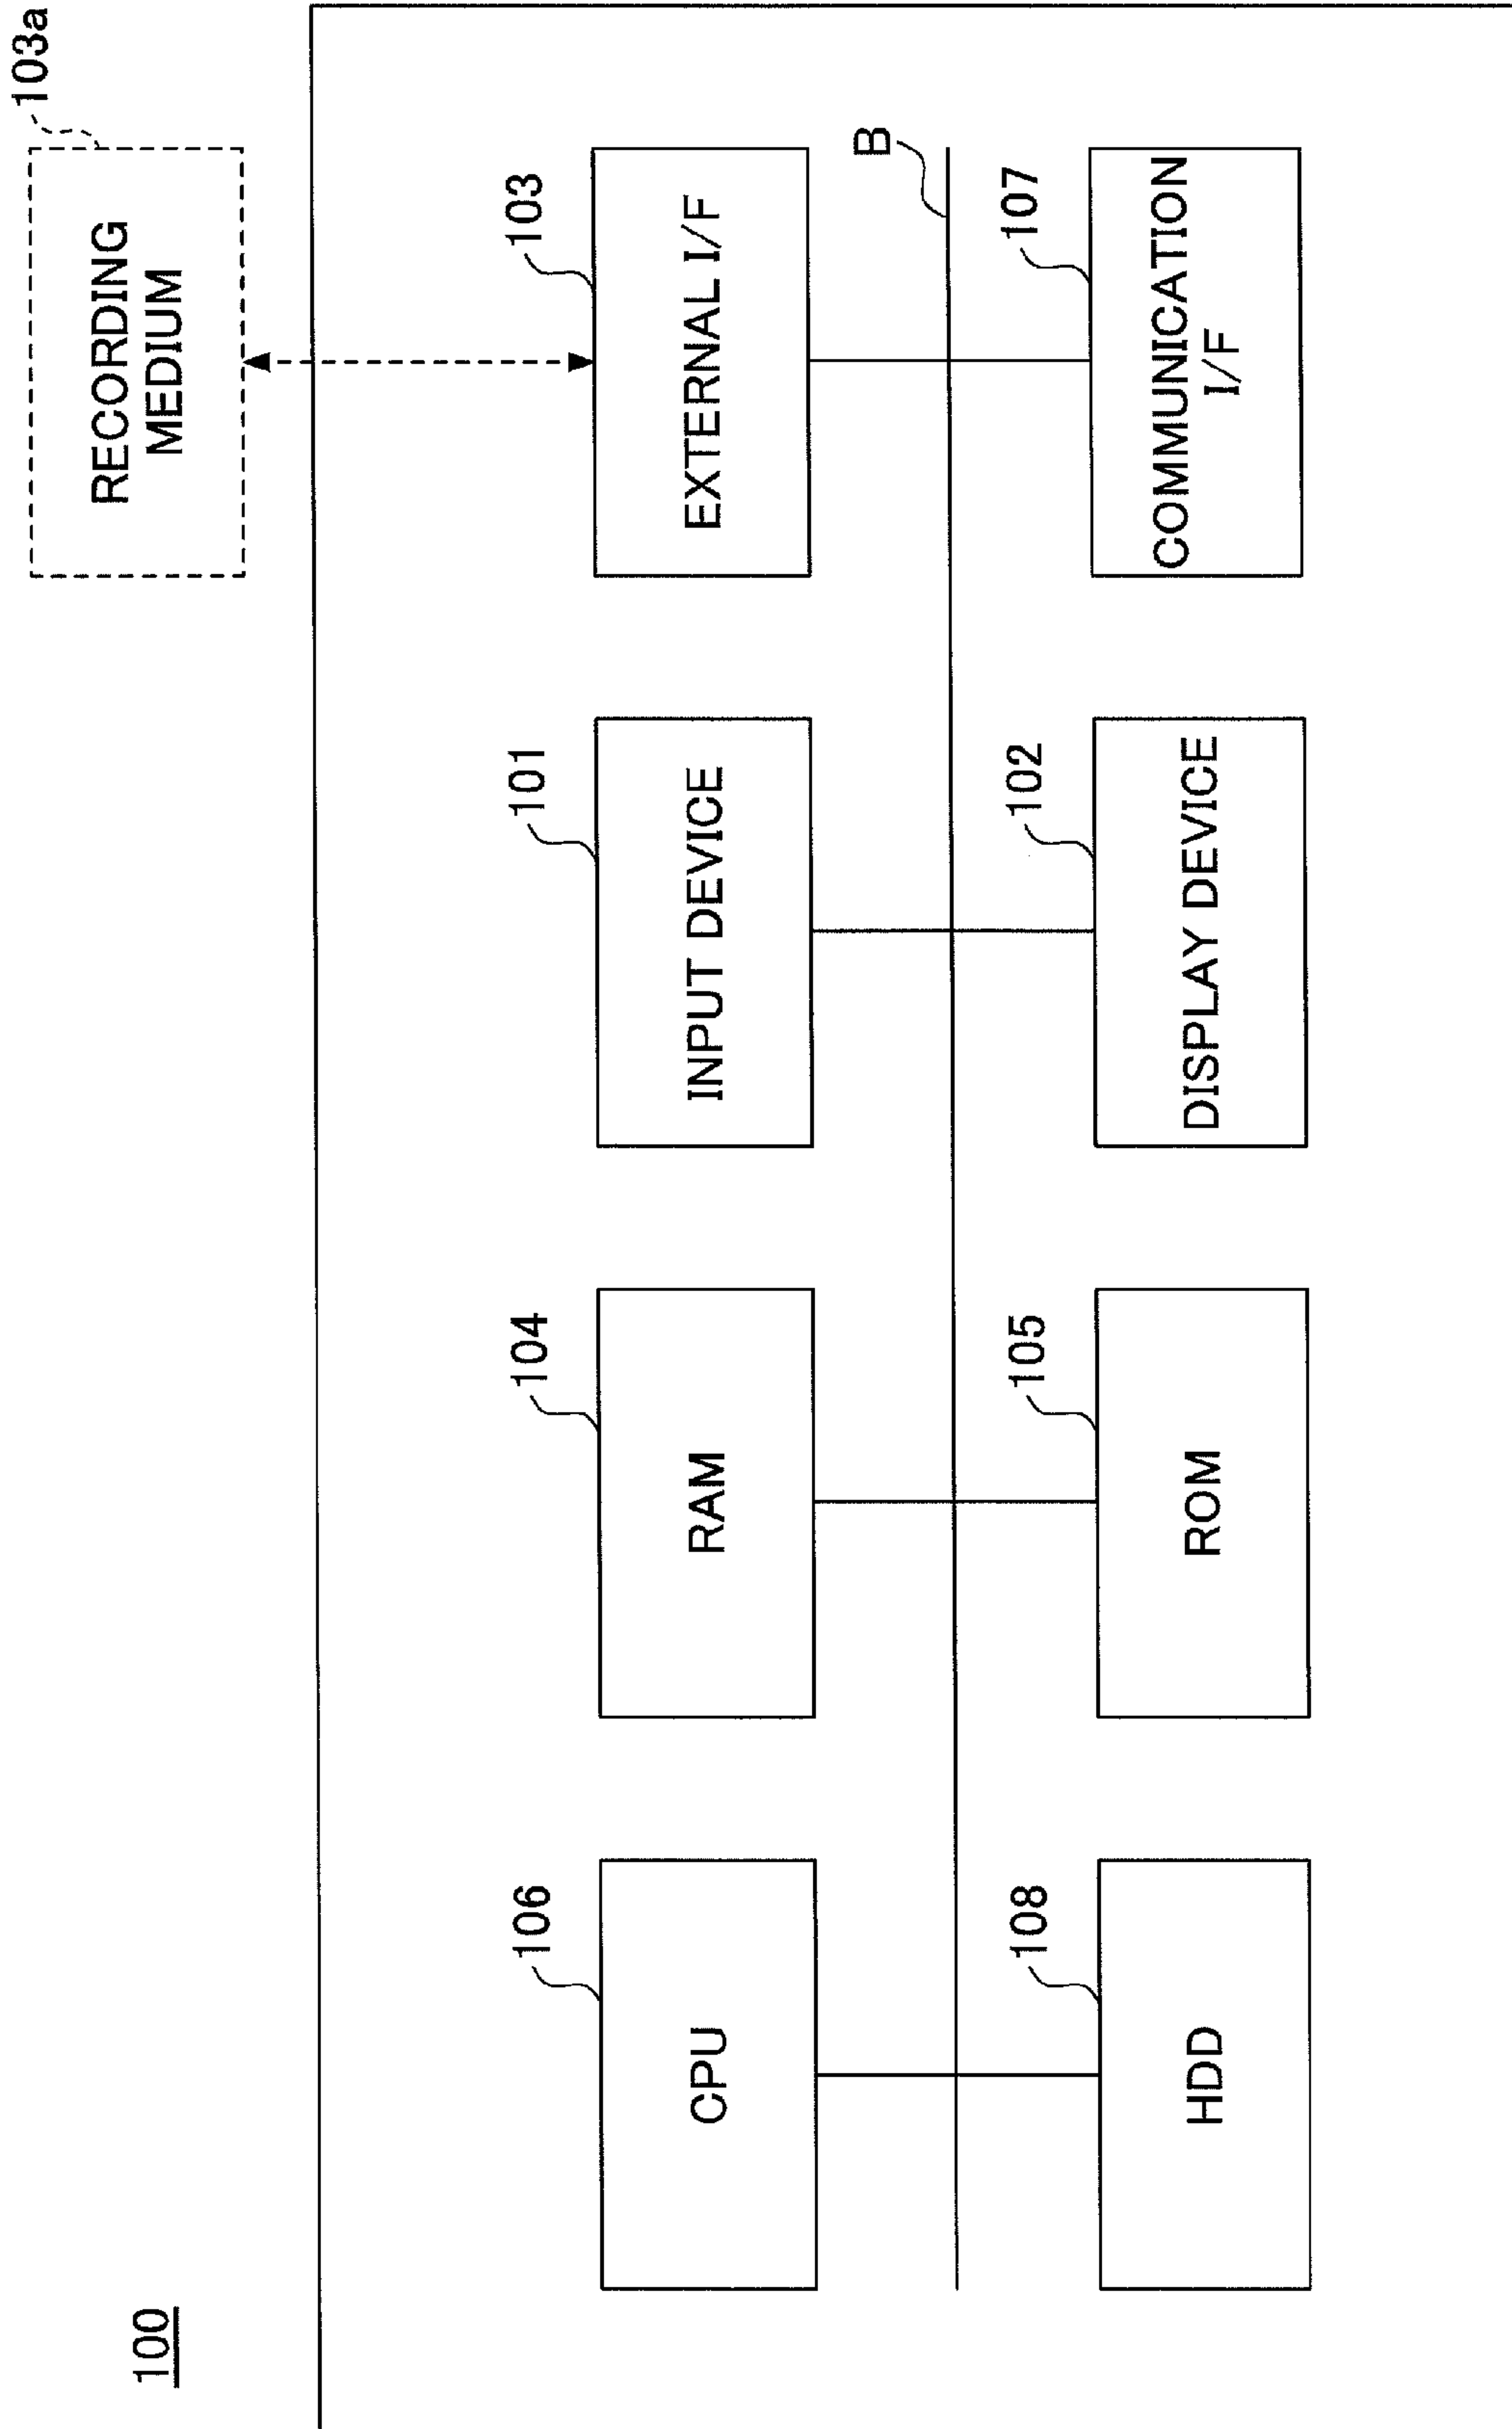 100
103a
RECORDING
MEDIUM
106
CPU
104
RAM
101
INPUT DEVICE
103
EXTERNAL I/F
B
108
HDD
105
ROM
102
DISPLAY DEVICE
107
COMMUNICATION
I/F